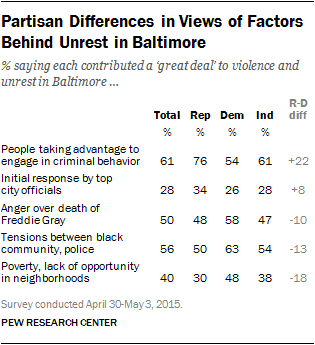 Partisan Differences in Views of Factors
Behind Unrest in Baltimore
% saying each contributed a ‘great deal’ to violence and
unrest in Baltimore ...
R-D
Total Rep Dem Ind diff
% % % %
People taking advantage to
engage in criminal behavior 61 76 54 61 +22
Initial response by top
city officials 28 34 26 28 +8
Anger over death of
Freddie Gray 50 48 58 47 -10
Tensions between black
community, police 56 50 63 54 -13
Poverty, lack of opportunity
in neighborhoods 40 30 48 38 -18
Survey conducted April 30-May 3, 2015.
PEW RESEARCH CENTER